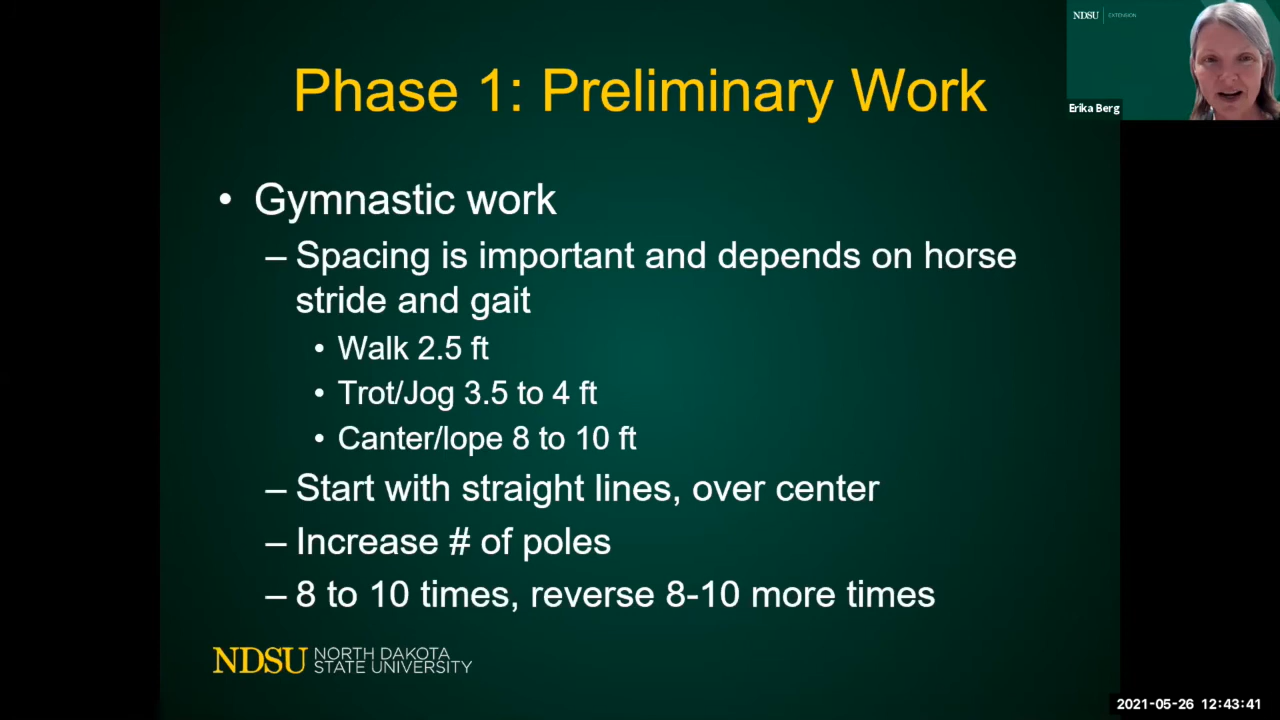 NDSU EXTENSION
Erika Berg
Phase 1: Preliminary Work
• Gymnastic work
– Spacing is important and depends on horse
stride and gait
• Walk 2.5 ft
• Trot/Jog 3.5 to 4 ft
• Canter/lope 8 to 10 ft
– Start with straight lines, over center
– Increase # of poles
– 8 to 10 times, reverse 8-10 more times
NDSU NORTH DAKOTA
STATE UNIVERSITY
2021-05-26 12:43:41